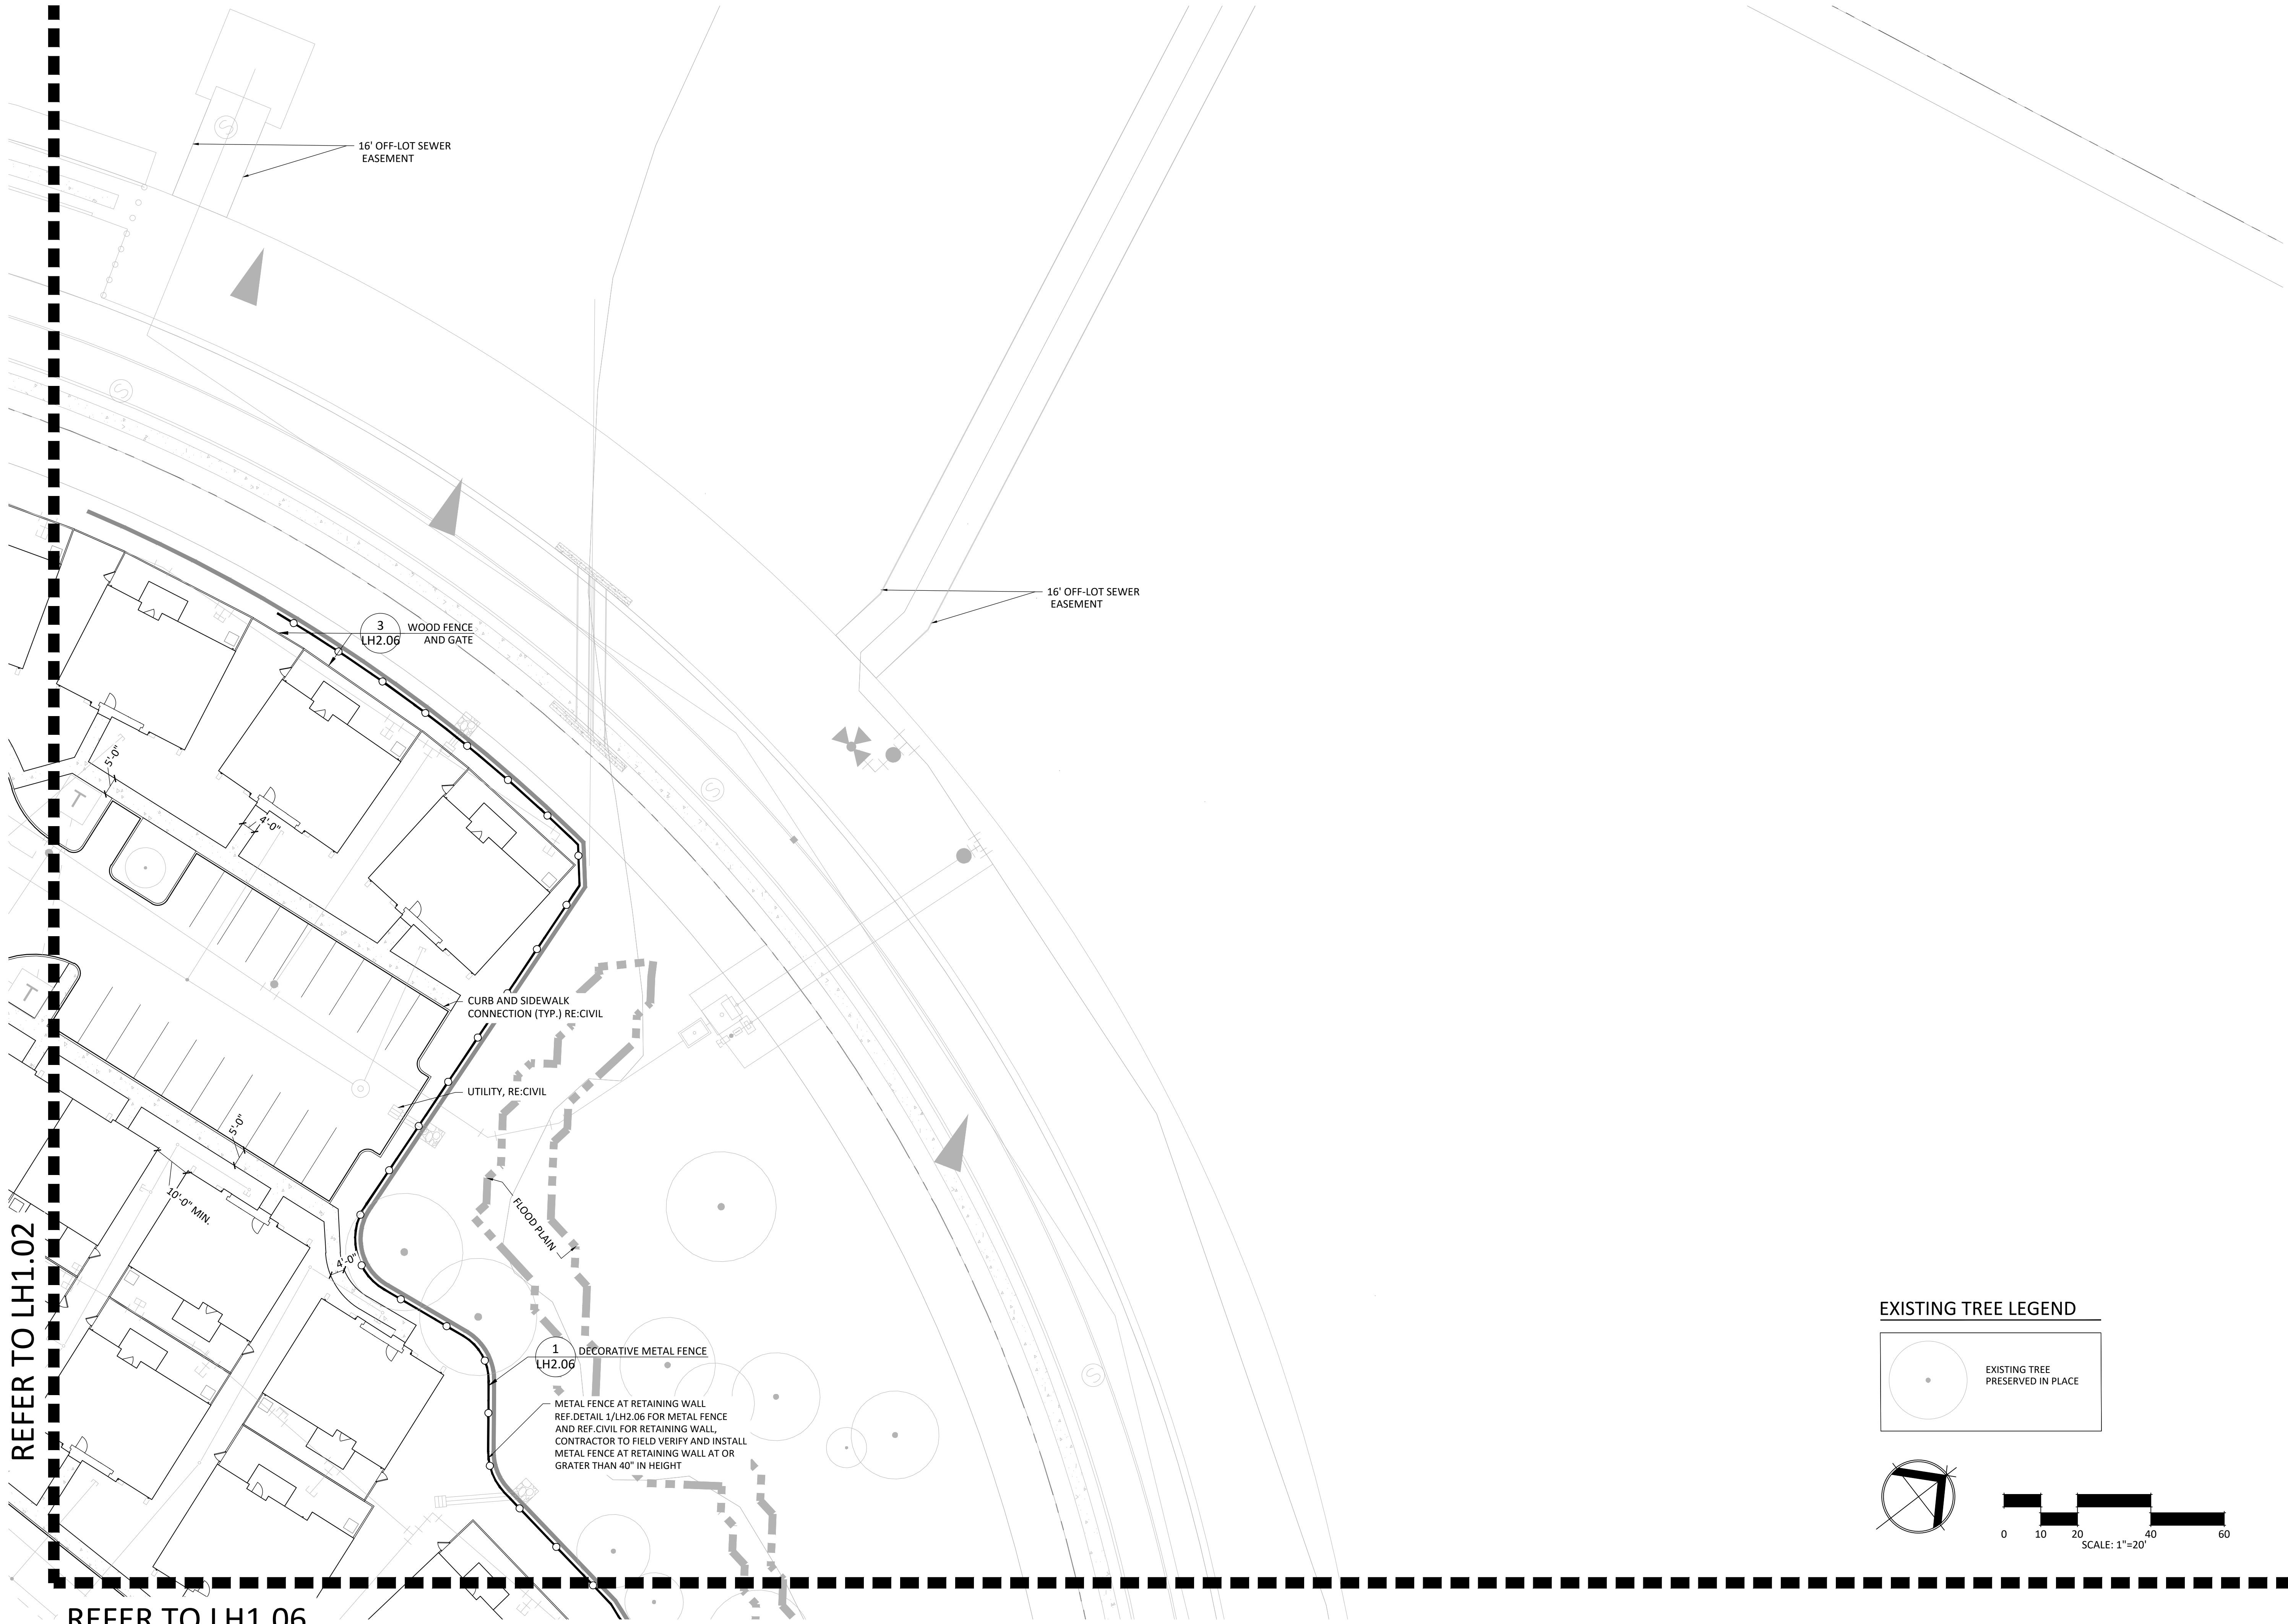 16' OFF-LOT SEWER
EASEMENT
16' OFF-LOT SEWER
EASEMENT
3
LH2.06
WOOD FENCE
AND GATE
5'-0"
T
4'-0"
T
CURB AND SIDEWALK
CONNECTION (TYP.) RE:CIVIL
UTILITY, RE:CIVIL
5'-0"
10'-0" MIN.
FLOOD PLAIN
4'-0"
1
LH2.06
DECORATIVE METAL FENCE
METAL FENCE AT RETAINING WALL
REF.DETAIL 1/LH2.06 FOR METAL FENCE
AND REF.CIVIL FOR RETAINING WALL,
CONTRACTOR TO FIELD VERIFY AND INSTALL
METAL FENCE AT RETAINING WALL AT OR
GRATER THAN 40" IN HEIGHT
S
S
S
S
REFER TO LH1.02
REFER TO LH1.06
EXISTING TREE LEGEND
EXISTING TREE
PRESERVED IN PLACE
0 10 20 40 60
SCALE: 1"=20'